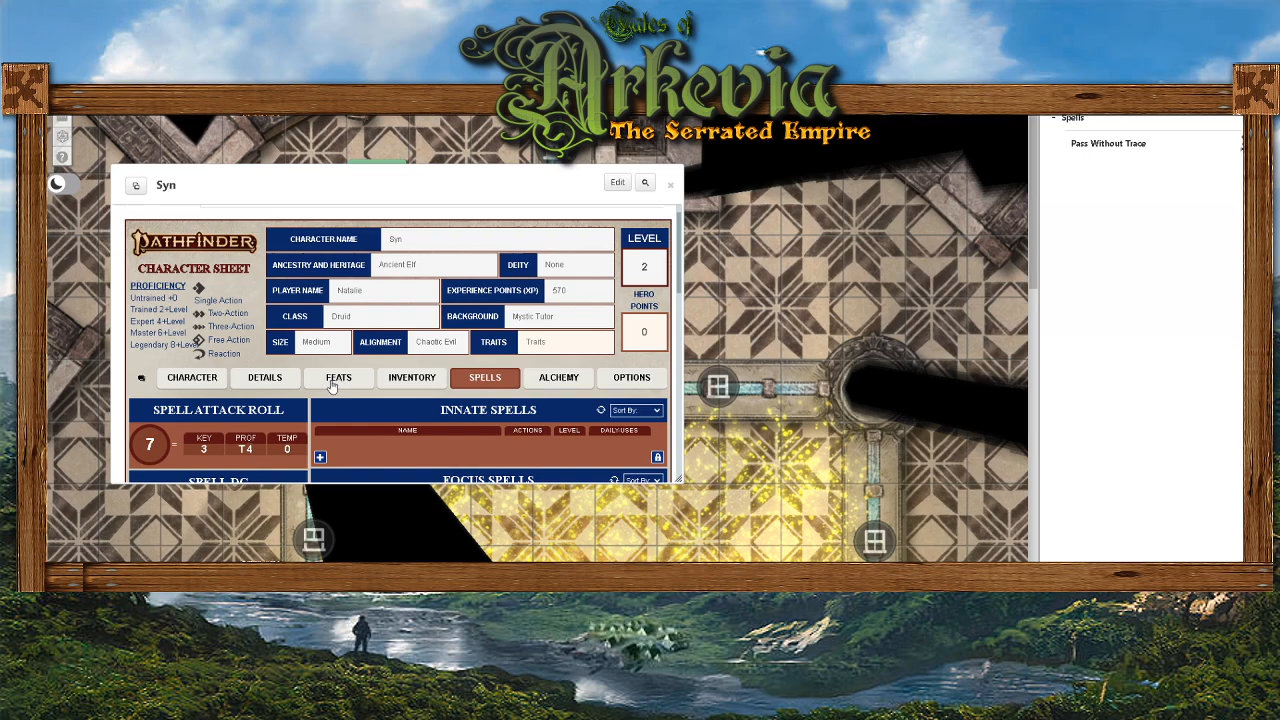 Tales of
Arkevia
The Serrated Empire
Spells
Pass Without Trace
Syn
Edit
PATHFINDER
CHARACTER SHEET
PROFICIENCY
Untrained +0
Trained 2+Level
Expert 4+Level
Master 6+Level
Legendary 8+Level
Single Action
Two-Action
Three-Action
Free Action
Reaction
CHARACTER NAME Syn
ANCESTRY AND HERITAGE Ancient Elf DEITY None
PLAYER NAME Natalie EXPERIENCE POINTS (XP) 570
CLASS Druid BACKGROUND Mystic Tutor
SIZE Medium ALIGNMENT Chaotic Evil TRAITS Traits
LEVEL
2
HERO
POINTS
0
CHARACTER DETAILS FEATS INVENTORY SPELLS ALCHEMY OPTIONS
SPELL ATTACK ROLL
7 = KEY PROF TEMP
3 T 4 0
SPELL DC
INNATE SPELLS Sort By:
NAME ACTIONS LEVEL DAILY-USES
FOCUS SPELLS Sort By: